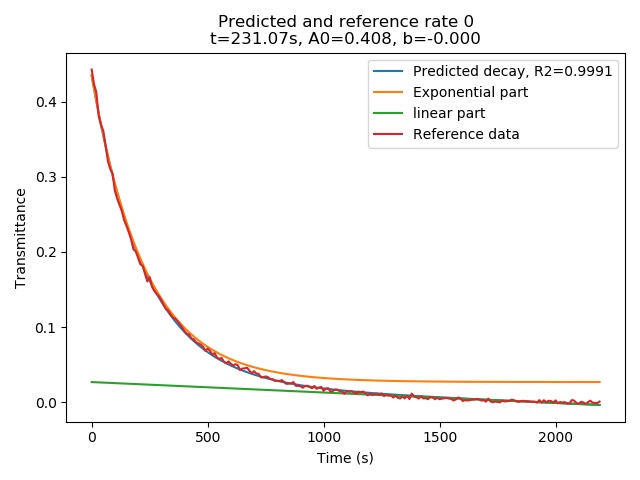 Predicted and reference rate 0
t=231.07s, A0=0.408, b=-0.000
Predicted decay, R2=0.9991
Exponential part
linear part
Reference data
Transmittance
0.4
0.3
0.2
0.1
0.0
0
500
1000
1500
2000
Time (s)